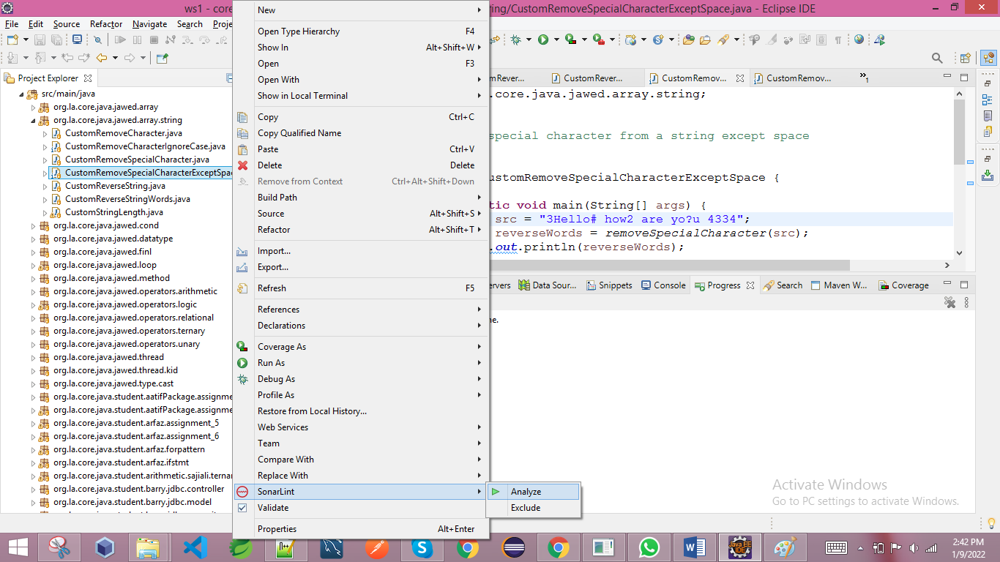 ws1 - core
ing/CustomRemoveSpecialCharacterExceptSpace.java - Eclipse IDE
File Edit Source Refactor Navigate Search Proje
Project Explorer
src/main/java
org.la.core.java.jawed.array
org.la.core.java.jawed.array.string
CustomRemoveCharacter.java
CustomRemoveCharacterIgnoreCase.java
CustomRemoveSpecialCharacter.java
CustomRemoveSpecialCharacterExceptSpac
CustomReverseString.java
CustomReverseStringWords.java
CustomStringLength.java
org.la.core.java.jawed.cond
org.la.core.java.jawed.datatype
org.la.core.java.jawed.finl
org.la.core.java.jawed.loop
org.la.core.java.jawed.method
org.la.core.java.jawed.operators.arithmetic
org.la.core.java.jawed.operators.logic
org.la.core.java.jawed.operators.relational
org.la.core.java.jawed.operators.ternary
org.la.core.java.jawed.operators.unary
org.la.core.java.jawed.thread
org.la.core.java.jawed.thread.kid
org.la.core.java.jawed.type.cast
org.la.core.java.student.aatifPackage.assignme
org.la.core.java.student.aatifPackage.assignme
org.la.core.java.student.arfaz.assignment_5
org.la.core.java.student.arfaz.assignment_6
org.la.core.java.student.arfaz.forpattern
org.la.core.java.student.arfaz.ifstmt
org.la.core.java.student.arithmetic.sajiali.ternar
org.la.core.java.student.barry.jdbc.controller
org.la.core.java.student.barry.jdbc.model
New
Open Type Hierarchy F4
Show In Alt+Shift+W
Open F3
Open With
Show in Local Terminal
Copy Ctrl+C
Copy Qualified Name
Paste Ctrl+V
Delete Delete
Remove from Context Ctrl+Alt+Shift+Down
Build Path
Source Alt+Shift+S
Refactor Alt+Shift+T
Import...
Export...
Refresh F5
References
Declarations
Coverage As
Run As
Debug As
Profile As
Restore from Local History...
Web Services
Team
Compare With
Replace With
SonarLint
Validate
Properties Alt+Enter
Analyze
Exclude
mRever... CustomRever... CustomRemov... CustomRemov... »1
.core.java.jawed.array.string;
special character from a string except space
ustomRemoveSpecialCharacterExceptSpace {
tic void main(String[] args) {
src = "3Hello# how2 are yo?u 4334";
reverseWords = removeSpecialCharacter(src);
.out.println(reverseWords);
ervers Data Sour... Snippets Console Progress Search Maven W... Coverage
ne.
Activate Windows
Go to PC settings to activate Windows.
2:42 PM
1/9/2022